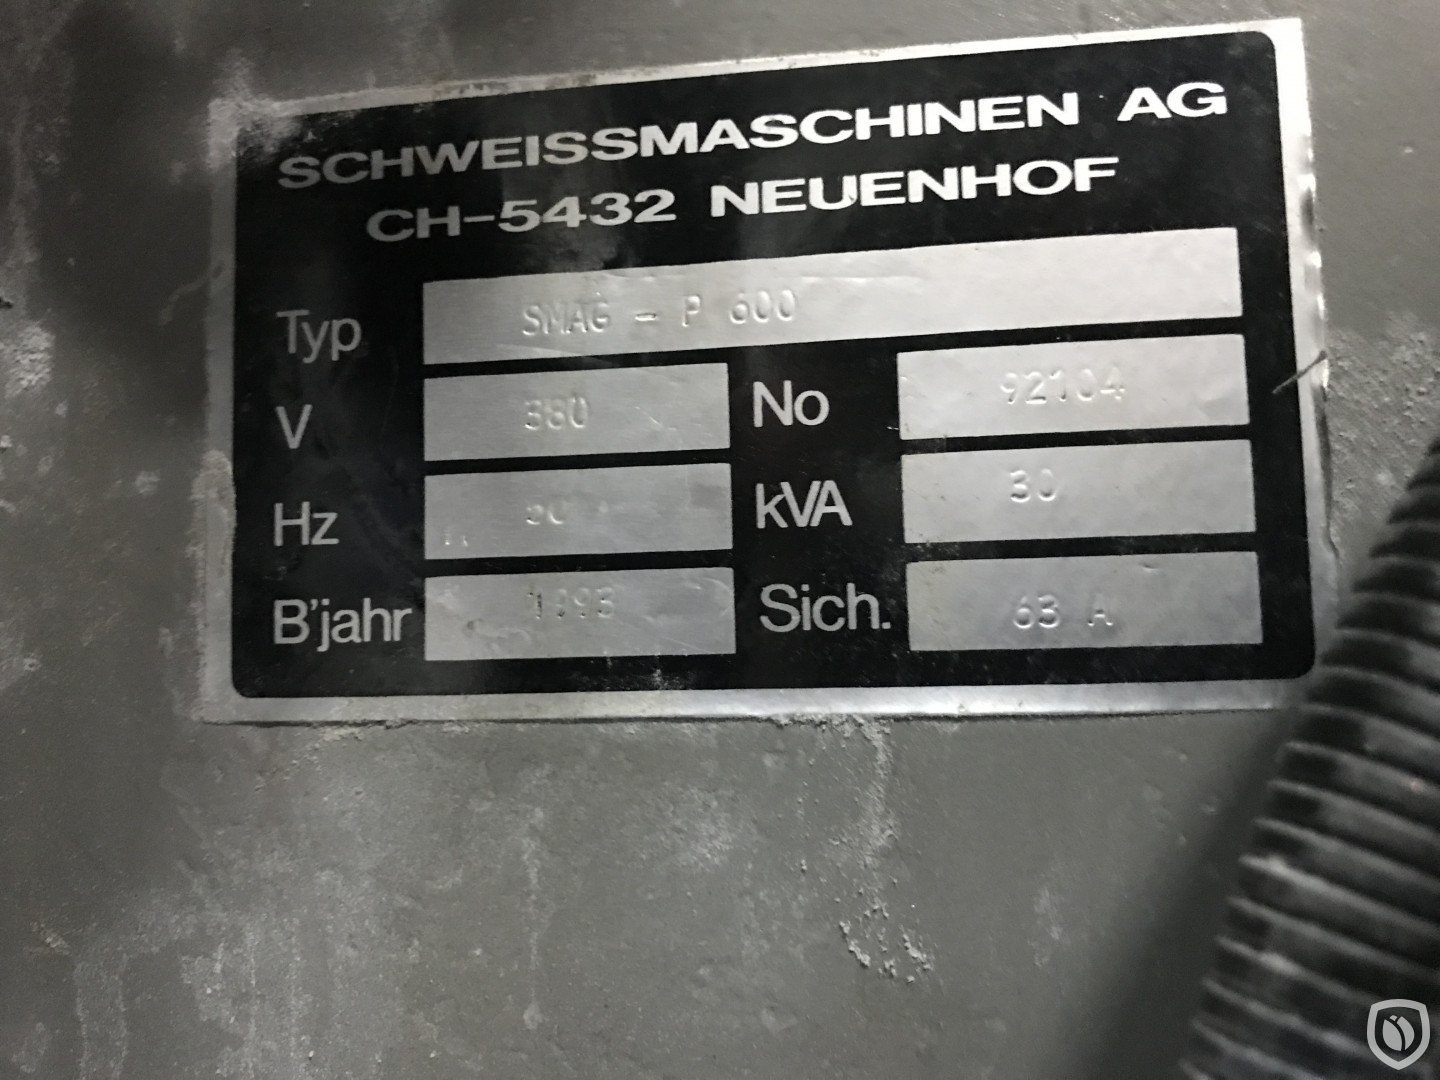 SCHWEISSMASCHINEN AG
CH-5432 NEUENHOF
Typ SMAG - P 600
V 380 No 92104
Hz kVA 30
B'jahr Sich. 63 A